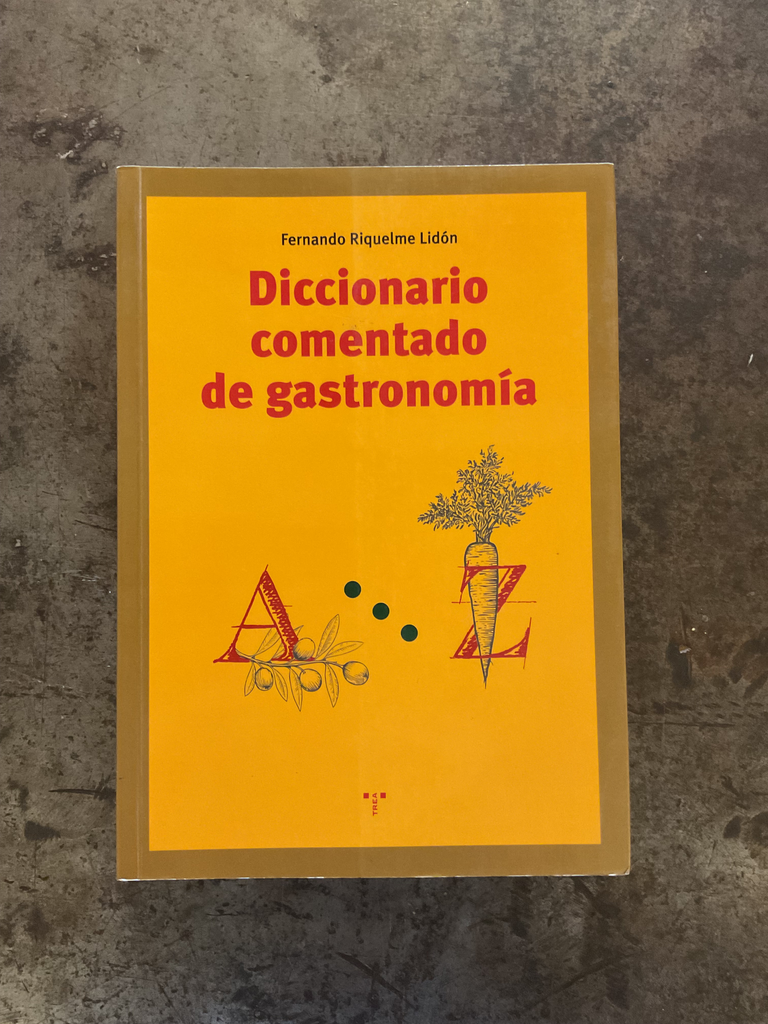 Fernando Riquelme Lidón
Diccionario
comentado
de gastronomía
A Z
TREA